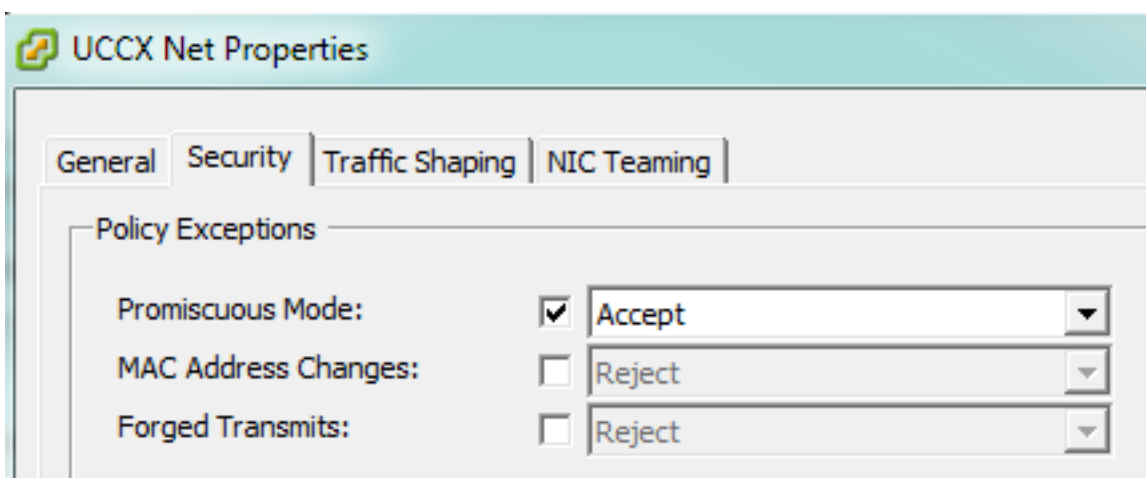 UCCX Net Properties
General Security Traffic Shaping NIC Teaming
Policy Exceptions
Promiscuous Mode: Accept
MAC Address Changes: Reject
Forged Transmits: Reject